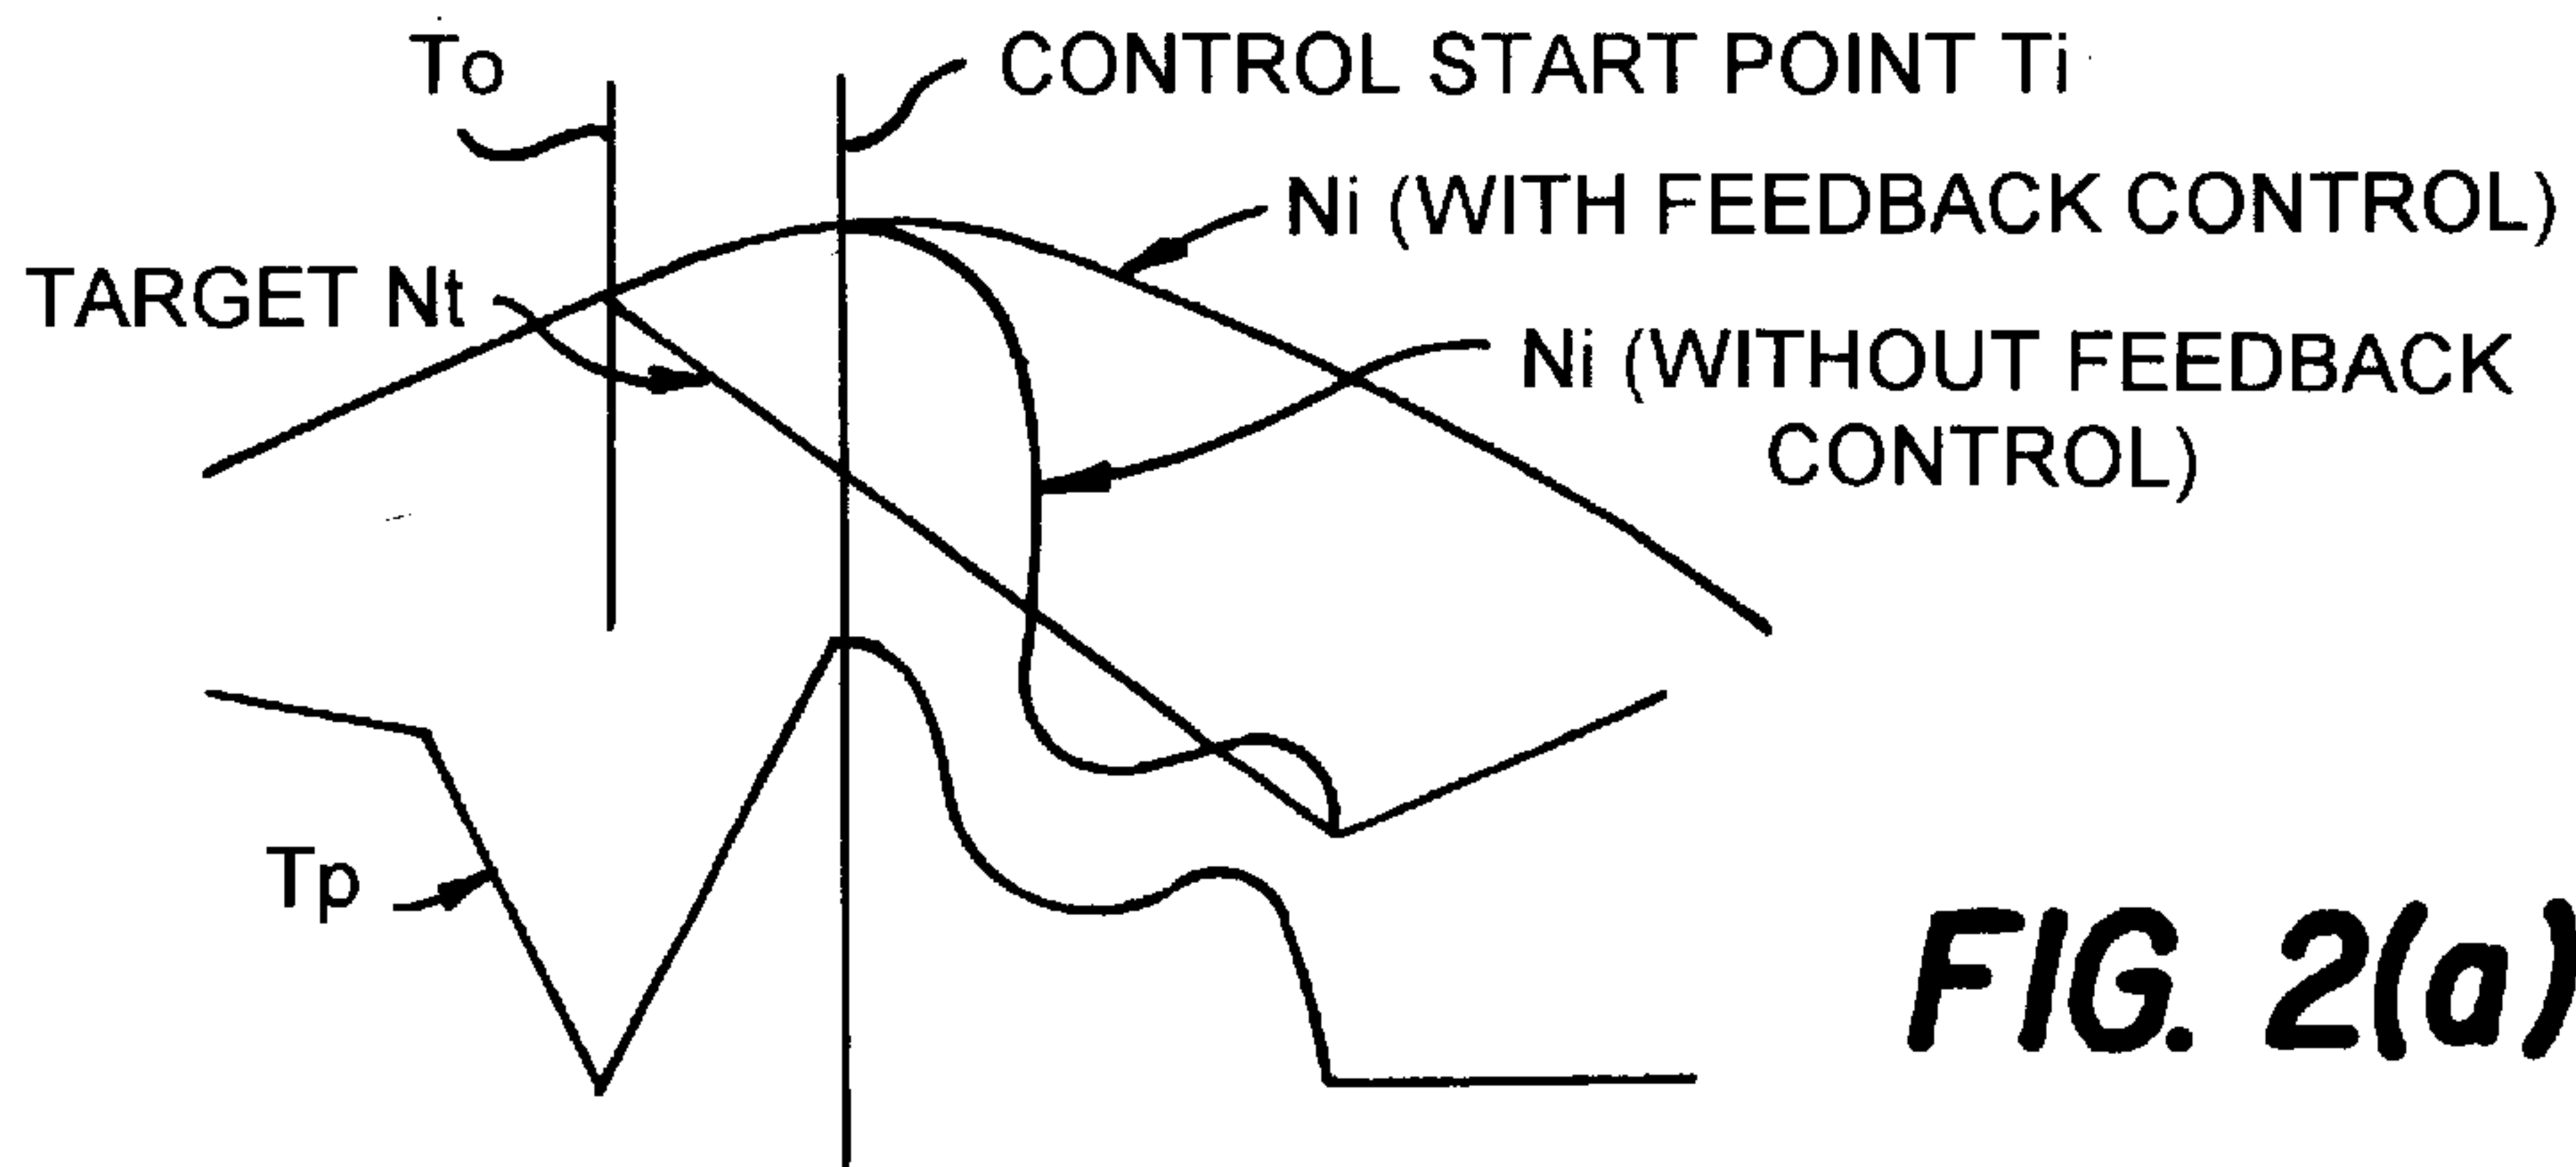 To
CONTROL START POINT Ti
Ni (WITH FEEDBACK CONTROL)
TARGET Nt
Ni (WITHOUT FEEDBACK
CONTROL)
Tp
FIG. 2(a)